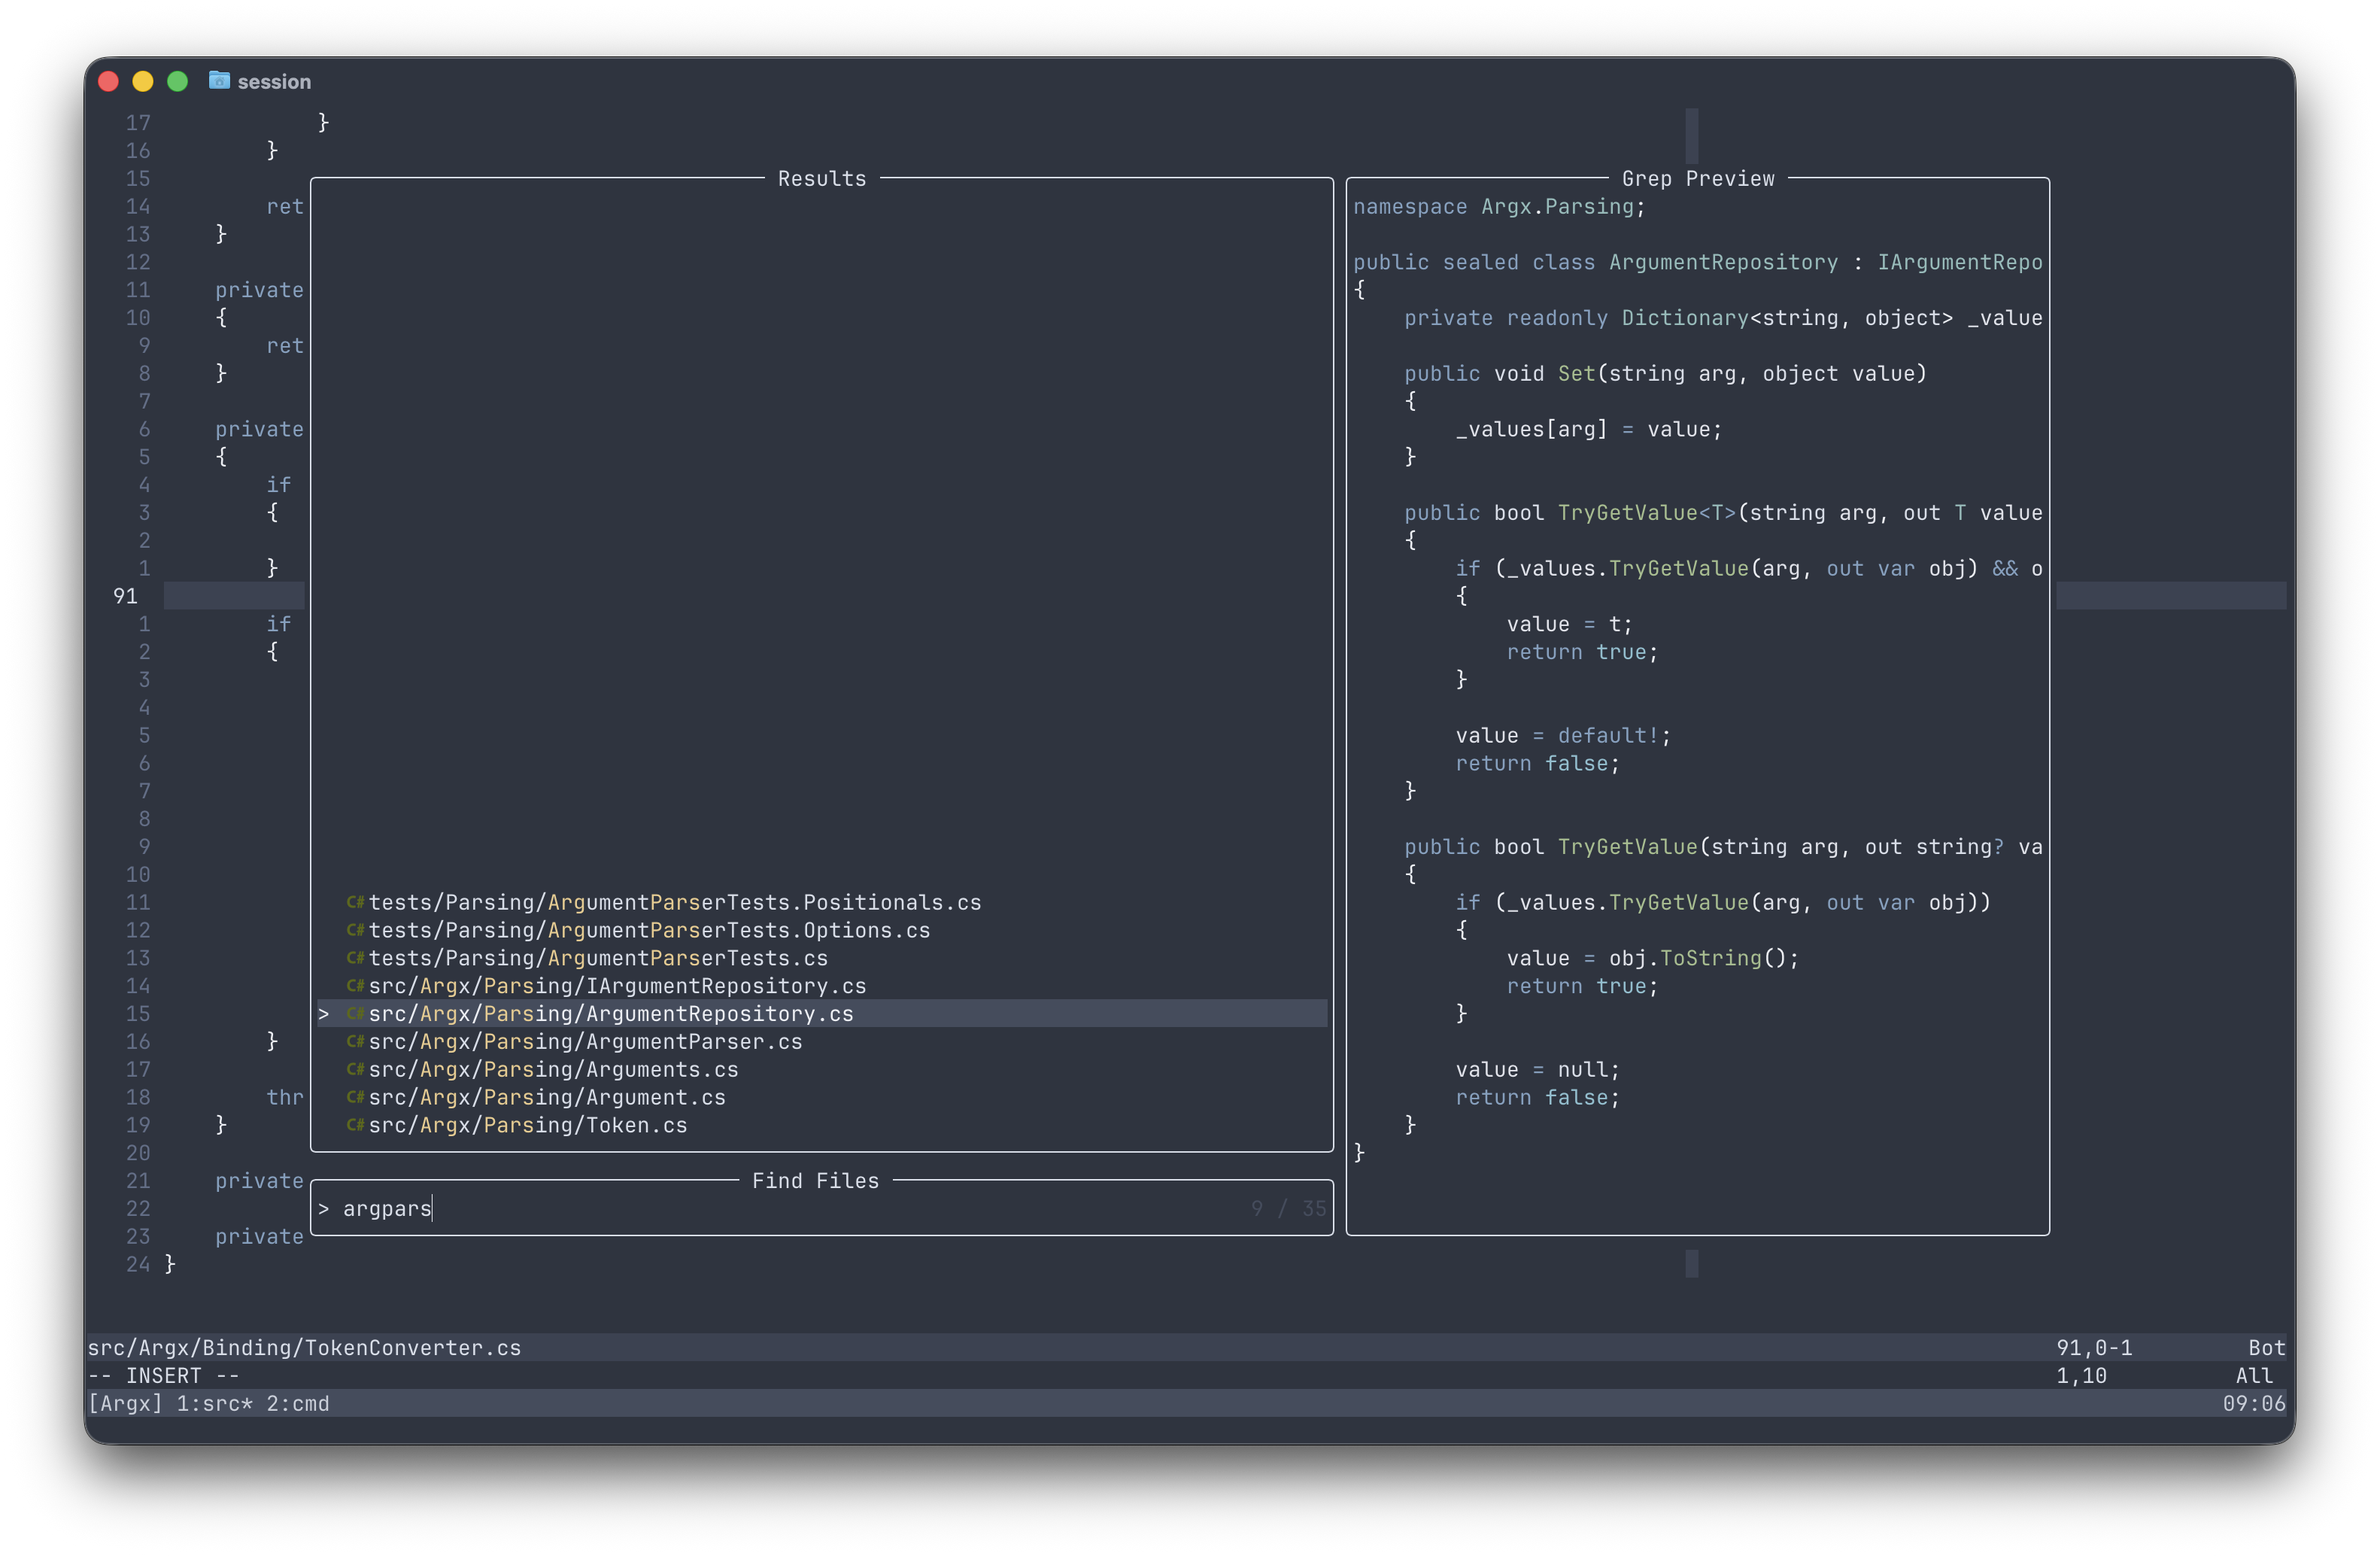 session
17             }
16         }
15
14         ret
13     }
12
11     private
10     {
9         ret
8     }
7
6     private
5     {
4         if
3         {
2
1         }
91
1         if
2         {
3
4
5
6
7
8
9
10
11
12
13
14
15
16         }
17
18         thr
19     }
20
21     private
22
23     private
24 }
Results
C# tests/Parsing/ArgumentParserTests.Positionals.cs
C# tests/Parsing/ArgumentParserTests.Options.cs
C# tests/Parsing/ArgumentParserTests.cs
C# src/Argx/Parsing/IArgumentRepository.cs
> C# src/Argx/Parsing/ArgumentRepository.cs
C# src/Argx/Parsing/ArgumentParser.cs
C# src/Argx/Parsing/Arguments.cs
C# src/Argx/Parsing/Argument.cs
C# src/Argx/Parsing/Token.cs
Find Files
> argpars 9 / 35
Grep Preview
namespace Argx.Parsing;

public sealed class ArgumentRepository : IArgumentRepo
{
    private readonly Dictionary<string, object> _value

    public void Set(string arg, object value)
    {
        _values[arg] = value;
    }

    public bool TryGetValue<T>(string arg, out T value
    {
        if (_values.TryGetValue(arg, out var obj) && o
        {
            value = t;
            return true;
        }

        value = default!;
        return false;
    }

    public bool TryGetValue(string arg, out string? va
    {
        if (_values.TryGetValue(arg, out var obj))
        {
            value = obj.ToString();
            return true;
        }

        value = null;
        return false;
    }
}
src/Argx/Binding/TokenConverter.cs 91,0-1 Bot
-- INSERT -- 1,10 All
[Argx] 1:src* 2:cmd 09:06